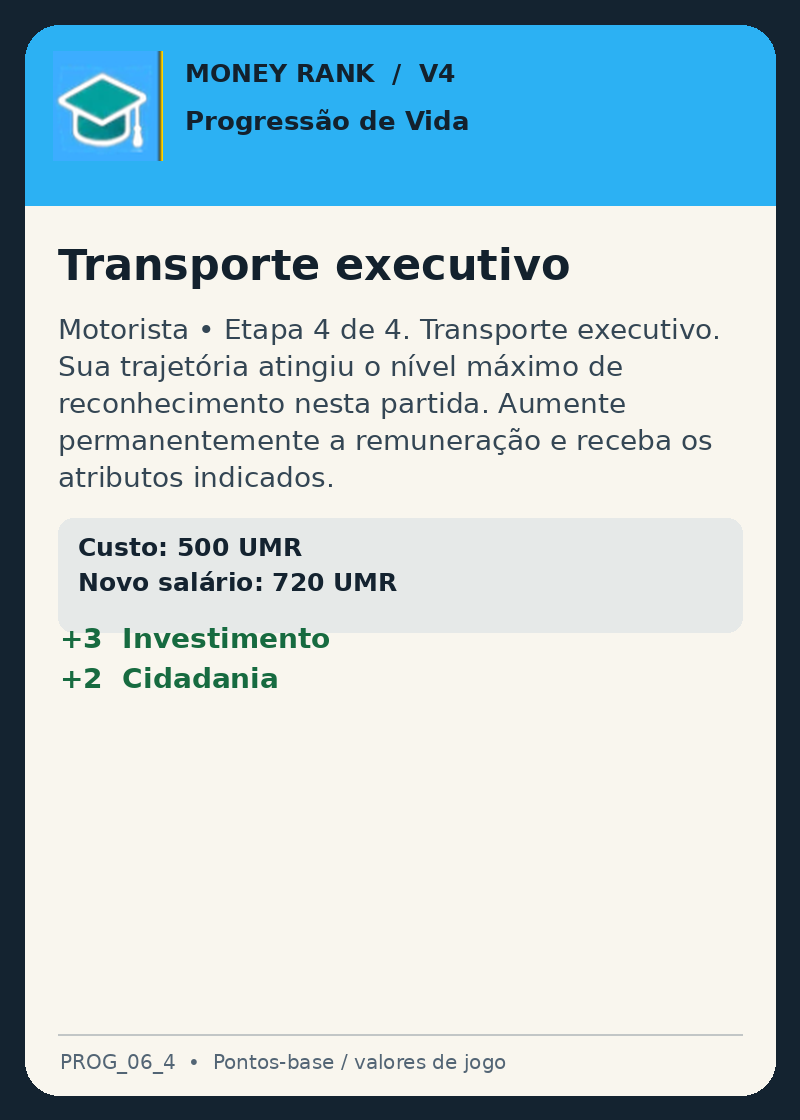 MONEY RANK / V4
Progressão de Vida
Transporte executivo
Motorista • Etapa 4 de 4. Transporte executivo.
Sua trajetória atingiu o nível máximo de
reconhecimento nesta partida. Aumente
permanentemente a remuneração e receba os
atributos indicados.
Custo: 500 UMR
Novo salário: 720 UMR
+3 Investimento
+2 Cidadania
PROG_06_4 • Pontos-base / valores de jogo